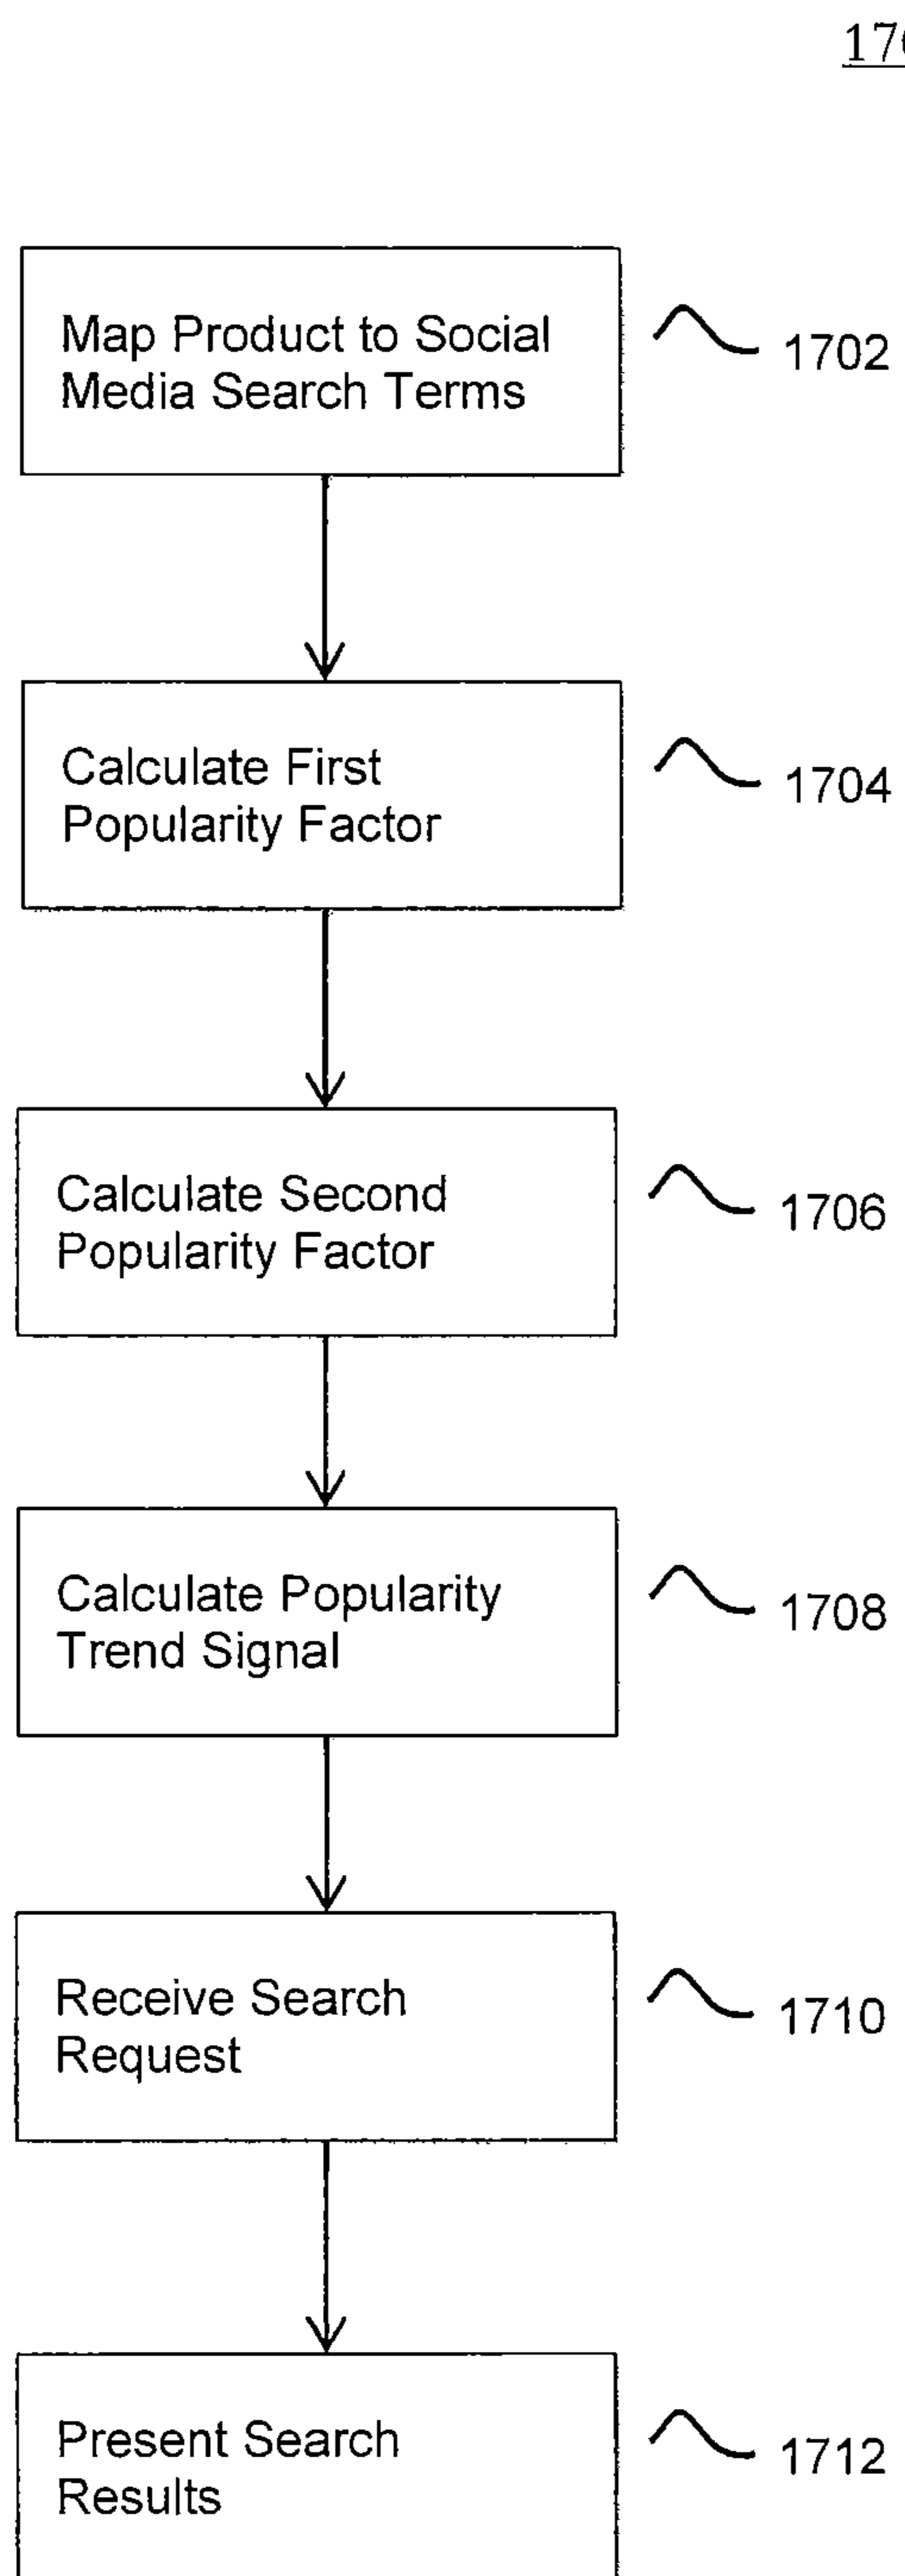 Map Product to Social
Media Search Terms
1702
Calculate First
Popularity Factor
1704
Calculate Second
Popularity Factor
1706
Calculate Popularity
Trend Signal
1708
Receive Search
Request
1710
Present Search
Results
1712